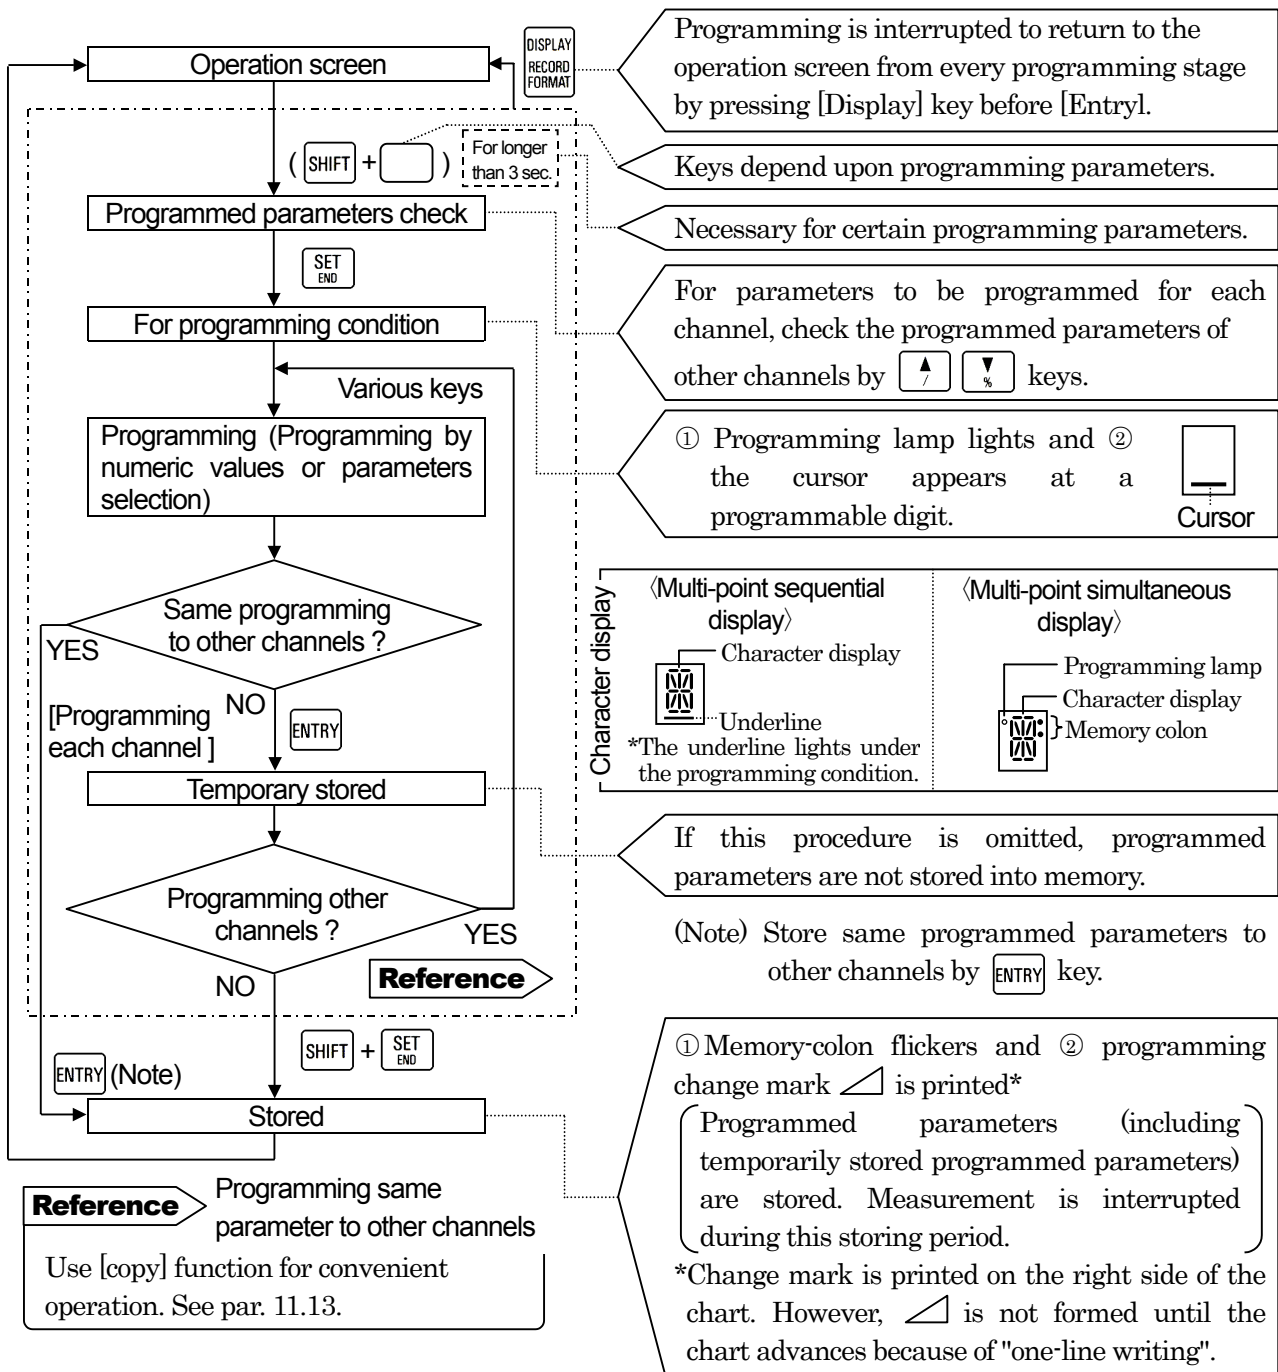 Operation screen
DISPLAY
RECORD
FORMAT
Programming is interrupted to return to the
operation screen from every programming stage
by pressing [Display] key before [Entryl.
( SHIFT + )
For longer
than 3 sec.
Keys depend upon programming parameters.
Programmed parameters check
Necessary for certain programming parameters.
SET
END
For parameters to be programmed for each
channel, check the programmed parameters of
other channels by ▲ / ▼ % keys.
For programming condition
Various keys
① Programming lamp lights and ②
the cursor appears at a
programmable digit.
Cursor
Programming (Programming by
numeric values or parameters
selection)
Character display
〈Multi-point sequential
display〉
Character display
Underline
*The underline lights under
the programming condition.
〈Multi-point simultaneous
display〉
Programming lamp
Character display
Memory colon
Same programming
to other channels ?
YES
NO
[Programming
each channel ]
ENTRY
Temporary stored
If this procedure is omitted, programmed
parameters are not stored into memory.
Programming other
channels ?
YES
NO
Reference
(Note) Store same programmed parameters to
other channels by ENTRY key.
SHIFT + SET
END
ENTRY (Note)
Stored
① Memory-colon flickers and ② programming
change mark is printed*
Programmed parameters (including
temporarily stored programmed parameters)
are stored. Measurement is interrupted
during this storing period.
*Change mark is printed on the right side of the
chart. However, is not formed until the
chart advances because of "one-line writing".
Reference
Programming same
parameter to other channels
Use [copy] function for convenient
operation. See par. 11.13.